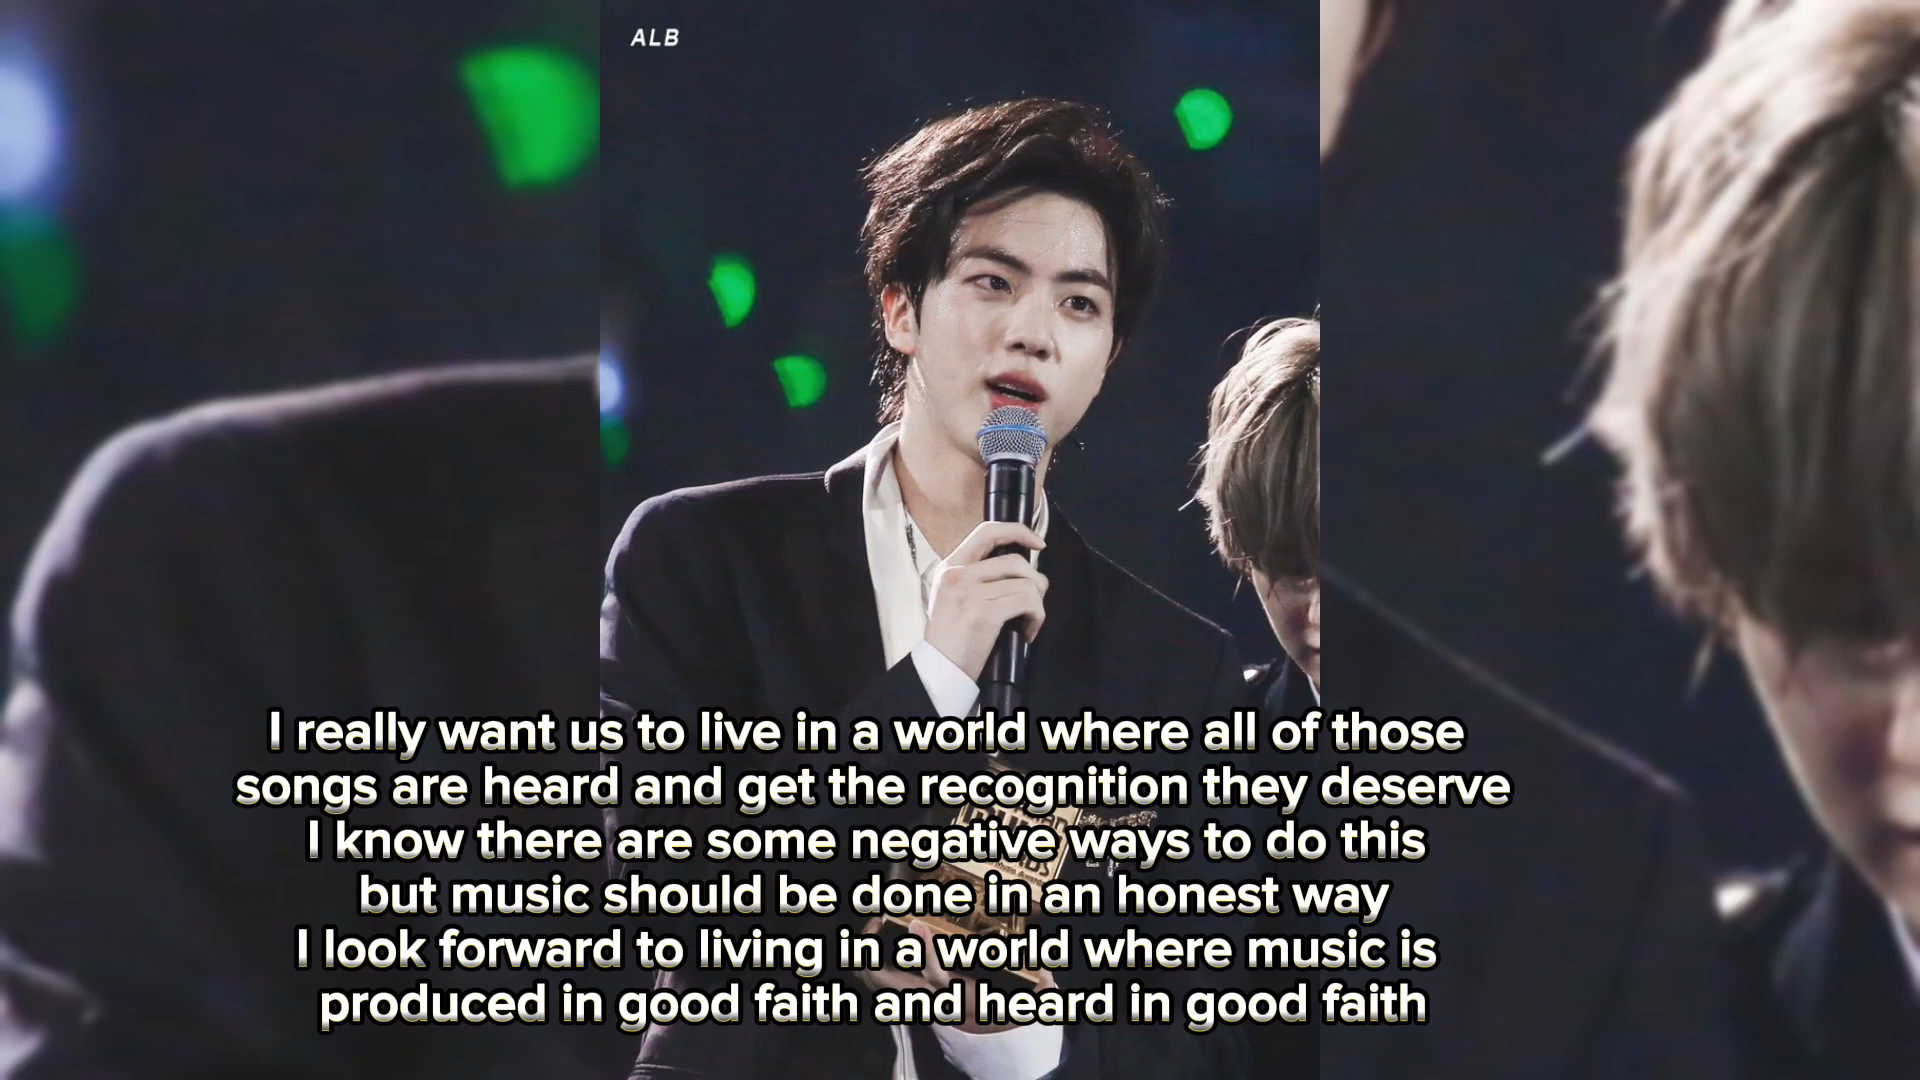 ALB
I really want us to live in a world where all of those
songs are heard and get the recognition they deserve
I know there are some negative ways to do this
but music should be done in an honest way
I look forward to living in a world where music is
produced in good faith and heard in good faith